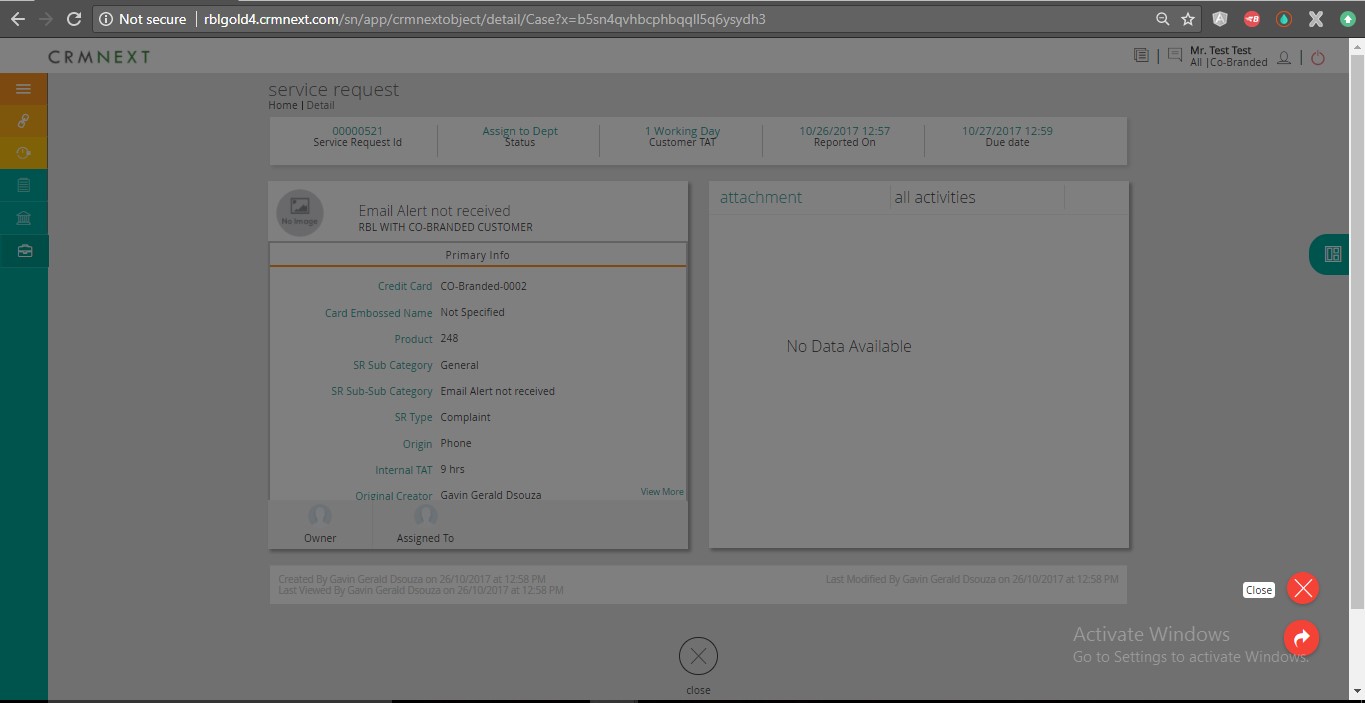 Not secure | rblgold4.crmnext.com/sn/app/crmnextobject/detail/Case?x=b5sn4qvhbcphbqqll5q6ysydh3
CRMNEXT
Mr. Test Test
All |Co-Branded
service request
Home | Detail
00000521 Assign to Dept 1 Working Day 10/26/2017 12:57 10/27/2017 12:59
Service Request Id Status Customer TAT Reported On Due date
No Image
Email Alert not received
RBL WITH CO-BRANDED CUSTOMER
Primary Info
Credit Card CO-Branded-0002
Card Embossed Name Not Specified
Product 248
SR Sub Category General
SR Sub-Sub Category Email Alert not received
SR Type Complaint
Origin Phone
Internal TAT 9 hrs
Original Creator Gavin Gerald Dsouza
View More
Owner Assigned To
attachment all activities
No Data Available
Created By Gavin Gerald Dsouza on 26/10/2017 at 12:58 PM
Last Viewed By Gavin Gerald Dsouza on 26/10/2017 at 12:58 PM
Last Modified By Gavin Gerald Dsouza on 26/10/2017 at 12:58 PM
Close
Activate Windows
Go to Settings to activate Windows.
close